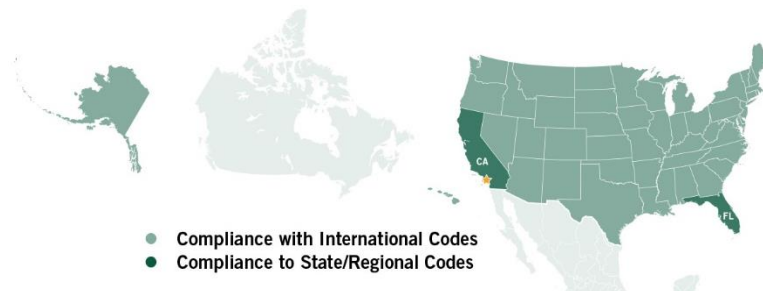 CA
FL
Compliance with International Codes
Compliance to State/Regional Codes